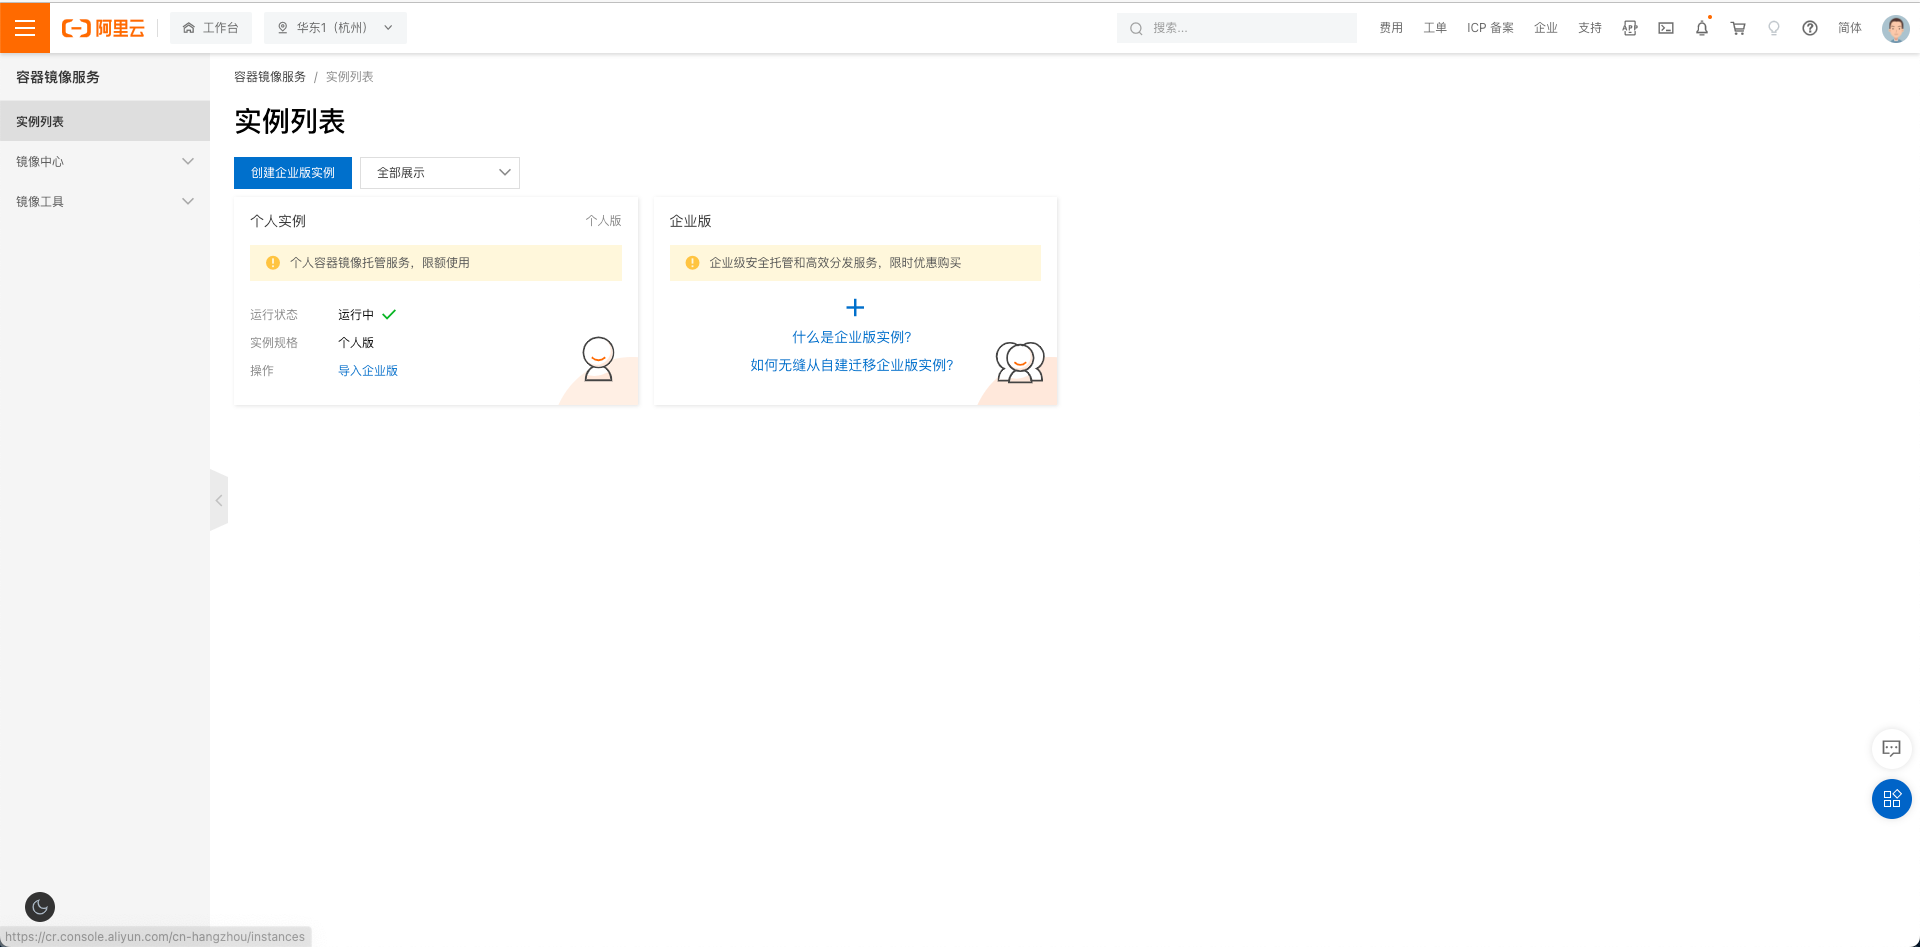 阿里云
工作台
华东1（杭州）
搜索...
费用
工单
ICP 备案
企业
支持
APP
简体
容器镜像服务
实例列表
镜像中心
镜像工具
容器镜像服务 / 实例列表
实例列表
创建企业版实例
全部展示
个人实例
个人版
个人容器镜像托管服务，限额使用
运行状态 运行中
实例规格 个人版
操作 导入企业版
企业版
企业级安全托管和高效分发服务，限时优惠购买
什么是企业版实例?
如何无缝从自建迁移企业版实例?
https://cr.console.aliyun.com/cn-hangzhou/instances